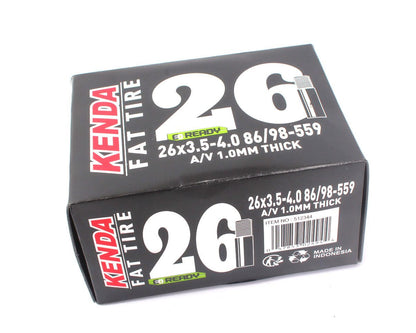 KENDA
FAT TIRE
26
E READY
26x3.5-4.0 86/98-559
A/V 1.0MM THICK
KENDA
FAT TIRE
26
E READY
26x3.5-4.0 86/98-559
A/V 1.0MM THICK
ITEM NO : 512344
MADE IN
INDONESIA